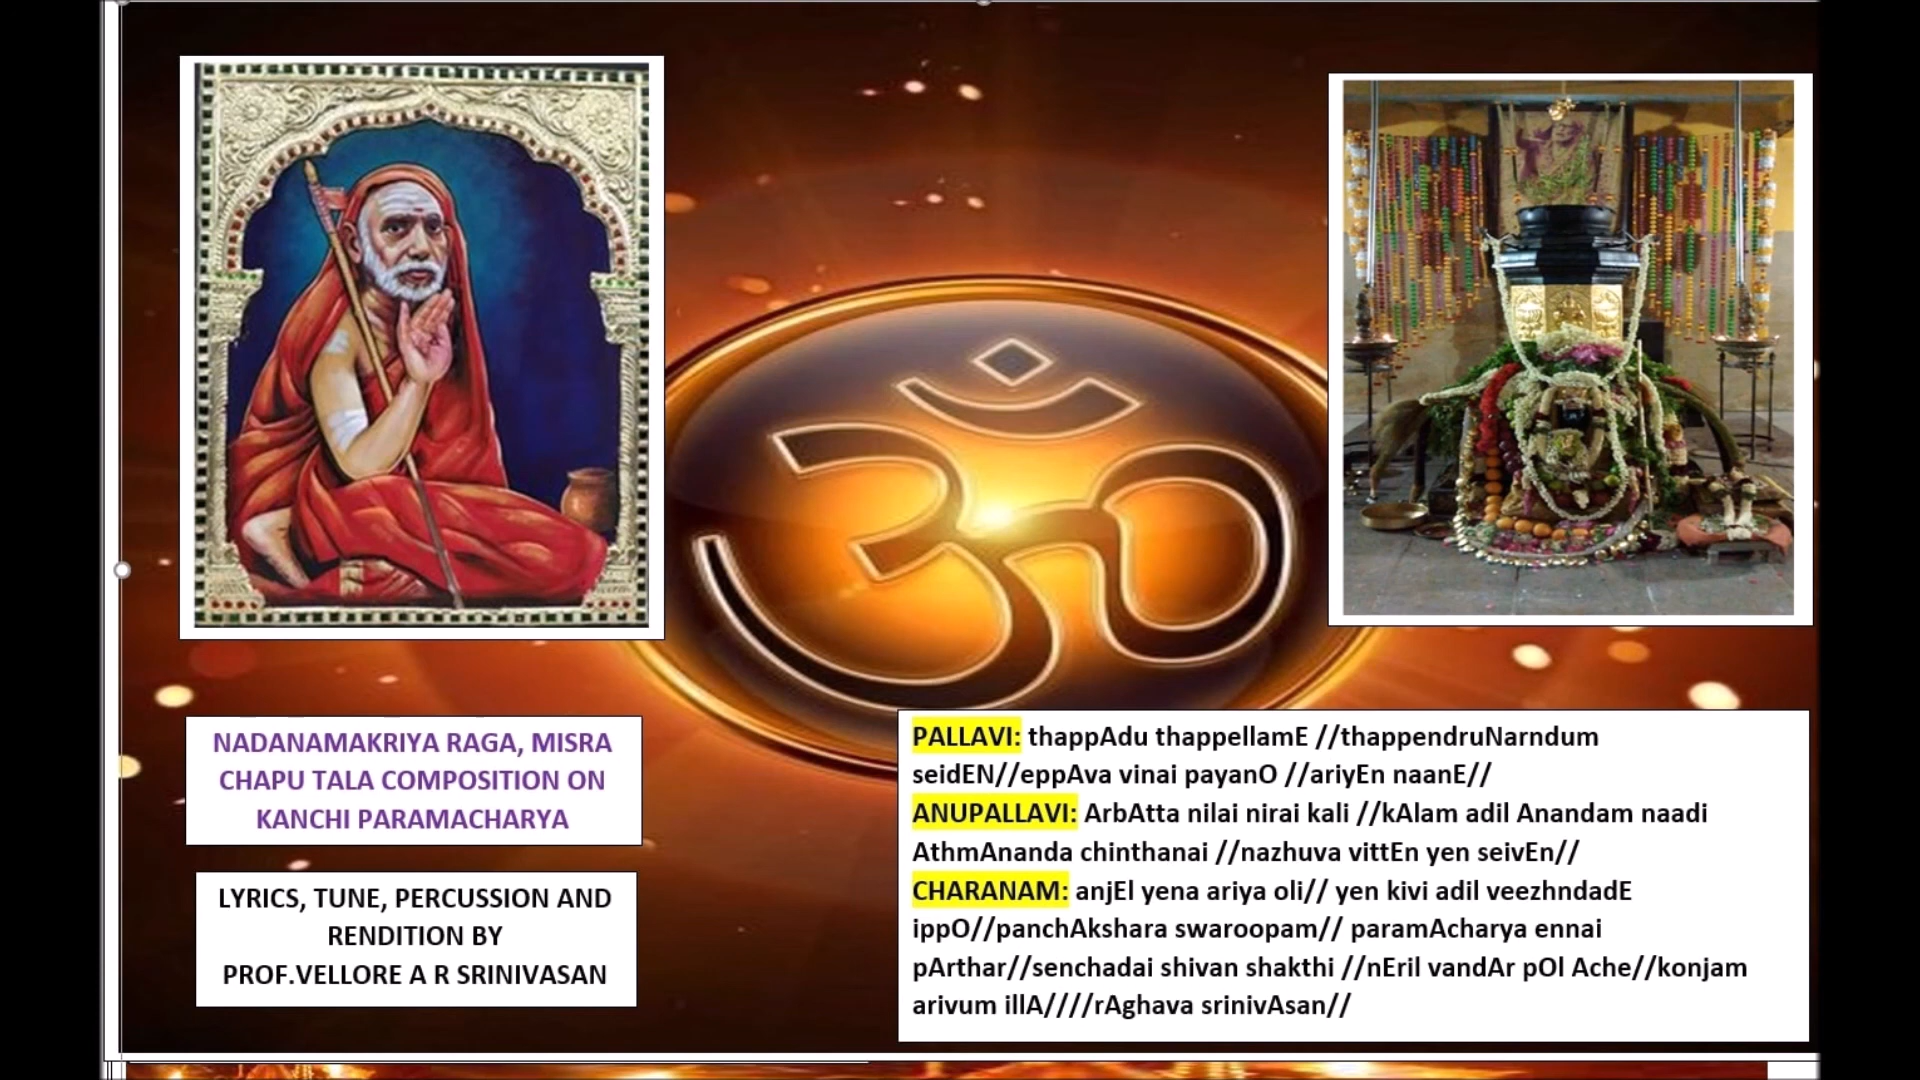 NADANAMAKRIYA RAGA, MISRA
CHAPU TALA COMPOSITION ON
KANCHI PARAMACHARYA
LYRICS, TUNE, PERCUSSION AND
RENDITION BY
PROF.VELLORE A R SRINIVASAN
PALLAVI: thappAdu thappellamE //thappendruNarndum
seidEN//eppAva vinai payanO //ariyEn naanE//
ANUPALLAVI: ArbAtta nilai nirai kali //kAlam adil Anandam naadi
AthmAnanda chinthanai //nazhuva vittEn yen seivEn//
CHARANAM: anjEl yena ariya oli// yen kivi adil veezhndadE
ippO//panchAkshara swaroopam// paramAcharya ennai
pArthar//senchadai shivan shakthi //nEril vandAr pOl Ache//konjam
arivum illA////rAghava srinivAsan//